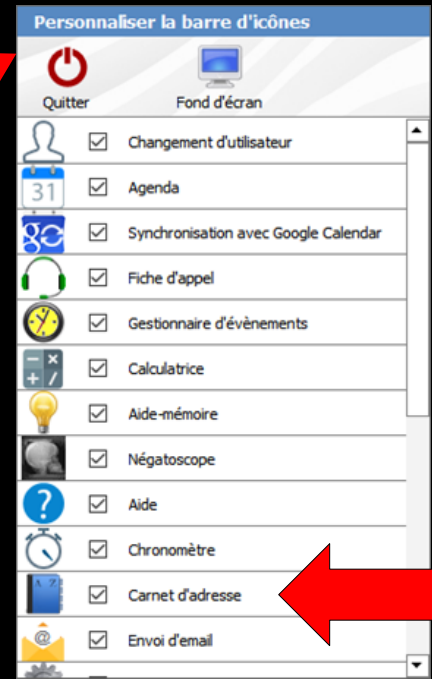 Personnaliser la barre d'icônes
Quitter
Fond d'écran
Changement d'utilisateur
31
Agenda
go
Synchronisation avec Google Calendar
Fiche d'appel
Gestionnaire d'évènements
Calculatrice
Aide-mémoire
Négatoscope
?
Aide
Chronomètre
A Z
Carnet d'adresse
@
Envoi d'email